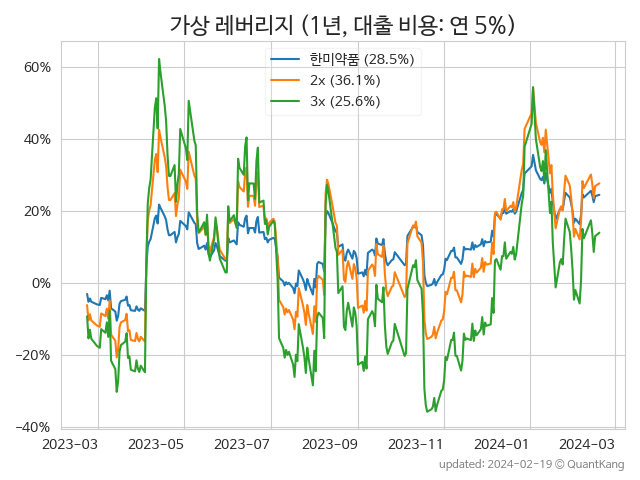 가상 레버리지 (1년, 대출 비용: 연 5%)
한미약품 (28.5%)
2x (36.1%)
3x (25.6%)
60%
40%
20%
0%
−20%
−40%
2023-03 2023-05 2023-07 2023-09 2023-11 2024-01 2024-03
updated: 2024-02-19 © QuantKang